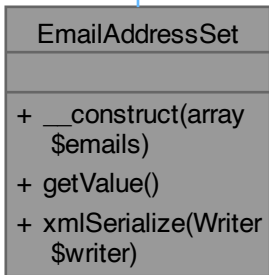 EmailAddressSet
+ __construct(array
$emails)
+ getValue()
+ xmlSerialize(Writer
$writer)